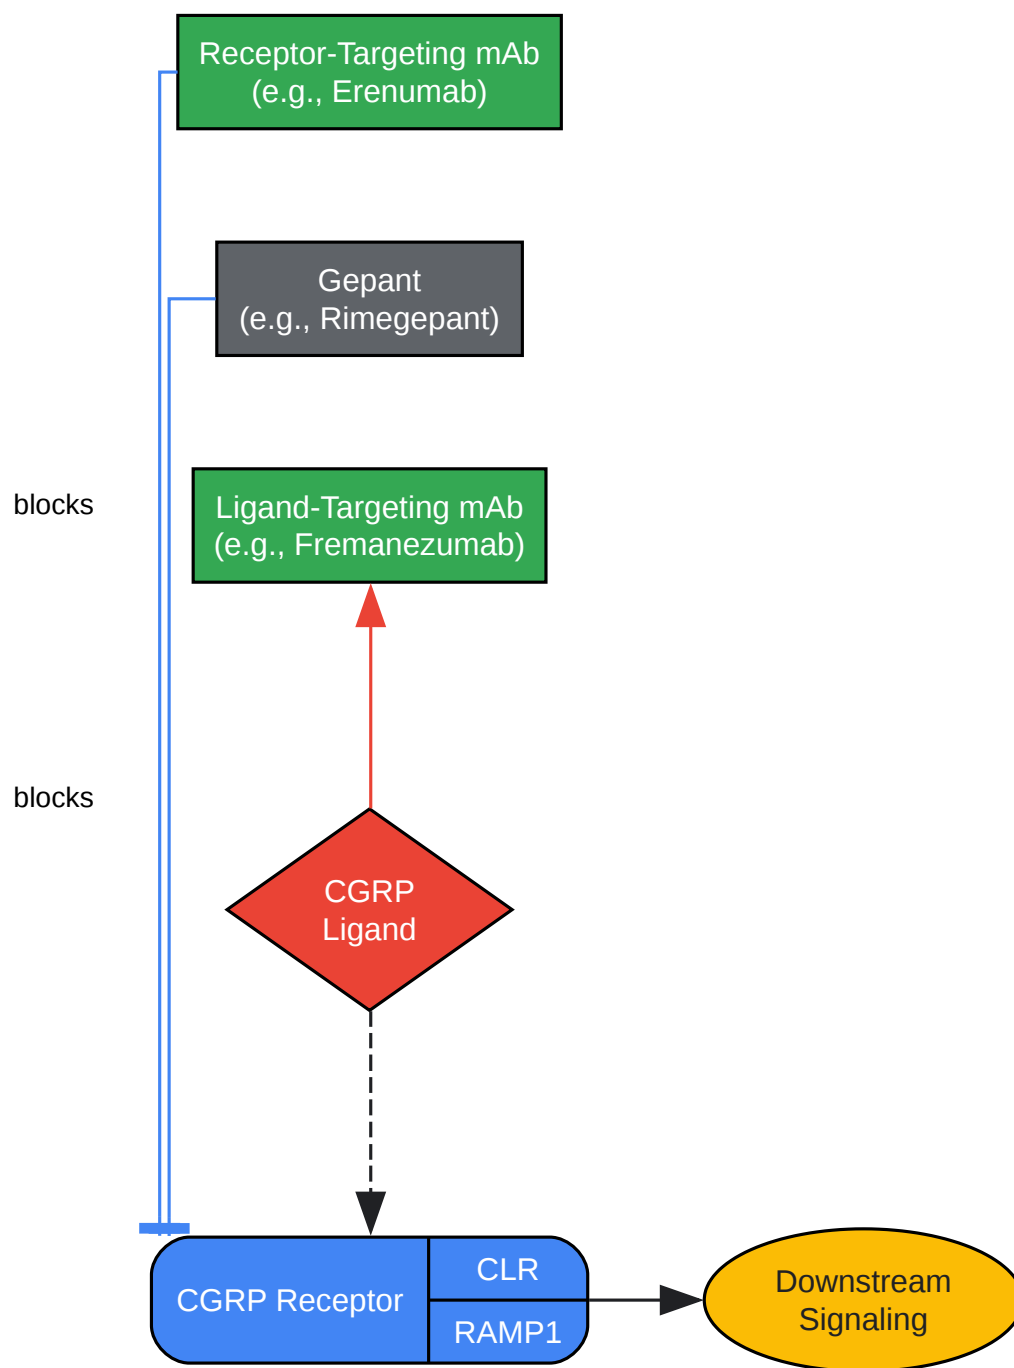 Receptor-Targeting mAb
(e.g., Erenumab)
Gepant
(e.g., Rimegepant)
blocks
Ligand-Targeting mAb
(e.g., Fremanezumab)
blocks
CGRP
Ligand
CGRP Receptor
CLR
RAMP1
Downstream
Signaling